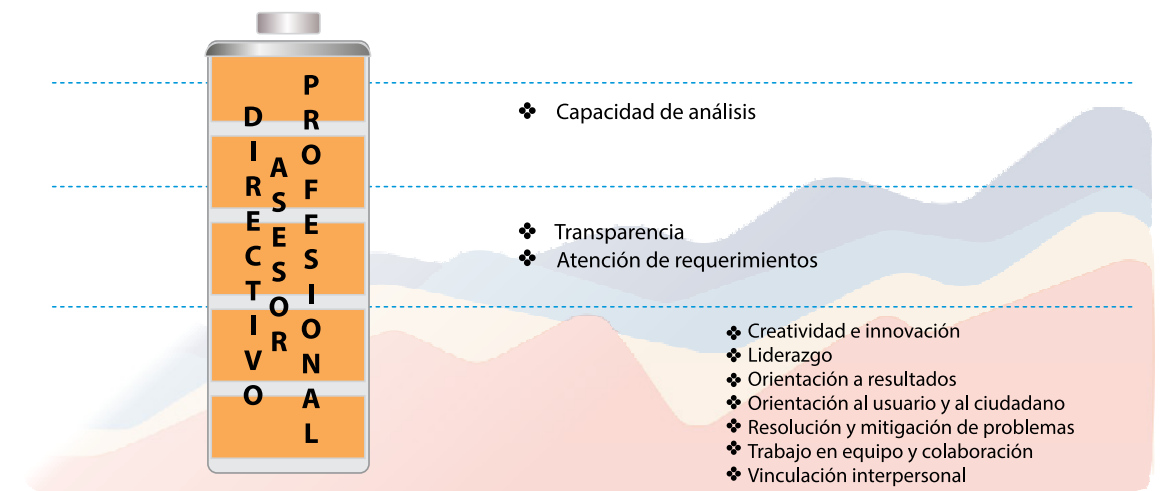 DIRECTIVO
ASESOR
PROFESIONAL
❖ Capacidad de análisis
❖ Transparencia
❖ Atención de requerimientos
❖ Creatividad e innovación
❖ Liderazgo
❖ Orientación a resultados
❖ Orientación al usuario y al ciudadano
❖ Resolución y mitigación de problemas
❖ Trabajo en equipo y colaboración
❖ Vinculación interpersonal